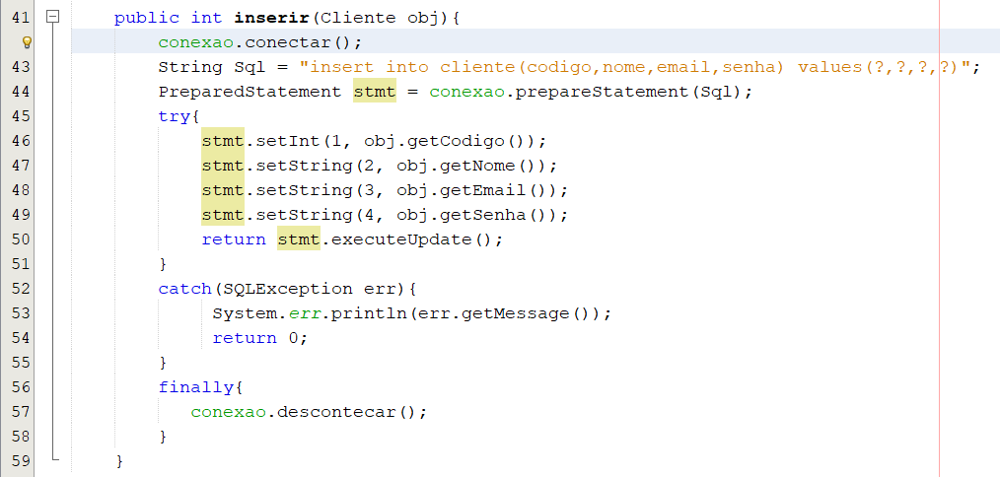 41 public int inserir(Cliente obj){
conexao.conectar();
43 String Sql = "insert into cliente(codigo,nome,email,senha) values(?,?,?,?)";
44 PreparedStatement stmt = conexao.prepareStatement(Sql);
45 try{
46 stmt.setInt(1, obj.getCodigo());
47 stmt.setString(2, obj.getNome());
48 stmt.setString(3, obj.getEmail());
49 stmt.setString(4, obj.getSenha());
50 return stmt.executeUpdate();
51 }
52 catch(SQLException err){
53 System.err.println(err.getMessage());
54 return 0;
55 }
56 finally{
57 conexao.descontecar();
58 }
59 }